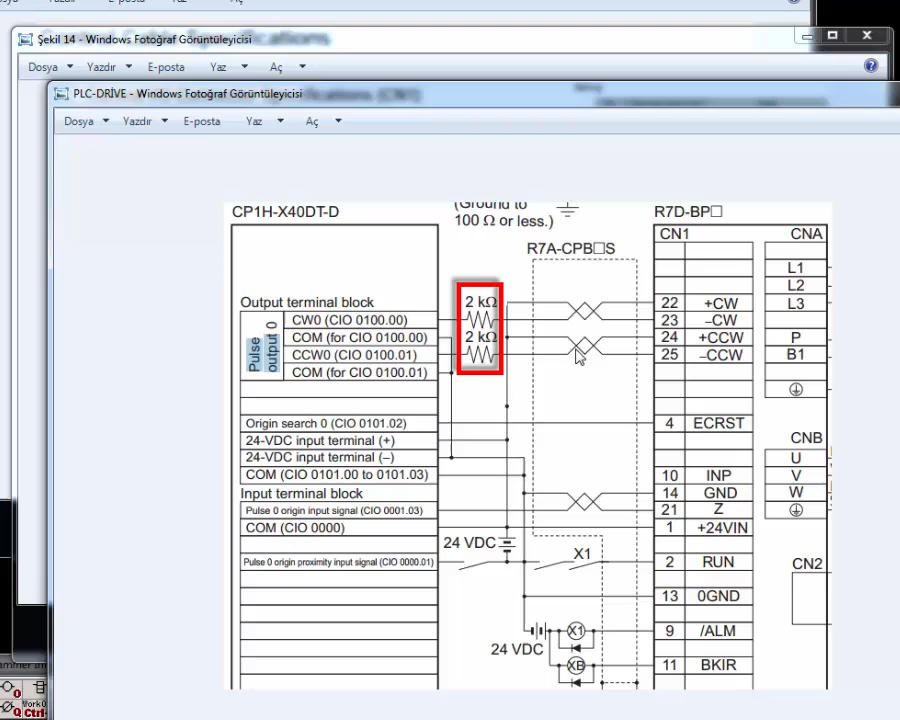 Dosya Yazdır E-posta Yaz Aç
Şekil 14 - Windows Fotoğraf Görüntüleyicisi
Dosya Yazdır E-posta Yaz Aç
PLC-DRİVE - Windows Fotoğraf Görüntüleyicisi
Dosya Yazdır E-posta Yaz Aç
CP1H-X40DT-D
(Ground to
100 Ω or less.)
R7D-BP□
R7A-CPB□S
CN1
CNA
L1
L2
L3
P
B1
Output terminal block
Pulse output 0
CW0 (CIO 0100.00)
COM (for CIO 0100.00)
CCW0 (CIO 0100.01)
COM (for CIO 0100.01)
2 kΩ
2 kΩ
22 +CW
23 –CW
24 +CCW
25 –CCW
Origin search 0 (CIO 0101.02)
24-VDC input terminal (+)
24-VDC input terminal (–)
COM (CIO 0101.00 to 0101.03)
4 ECRST
10 INP
CNB
U
V
W
Input terminal block
Pulse 0 origin input signal (CIO 0001.03)
COM (CIO 0000)
14 GND
21 Z
1 +24VIN
24 VDC
X1
Pulse 0 origin proximity input signal (CIO 0000.01)
2 RUN
CN2
13 0GND
X1
9 /ALM
24 VDC
XB
11 BKIR
O
Q
Work0
Ctrl-